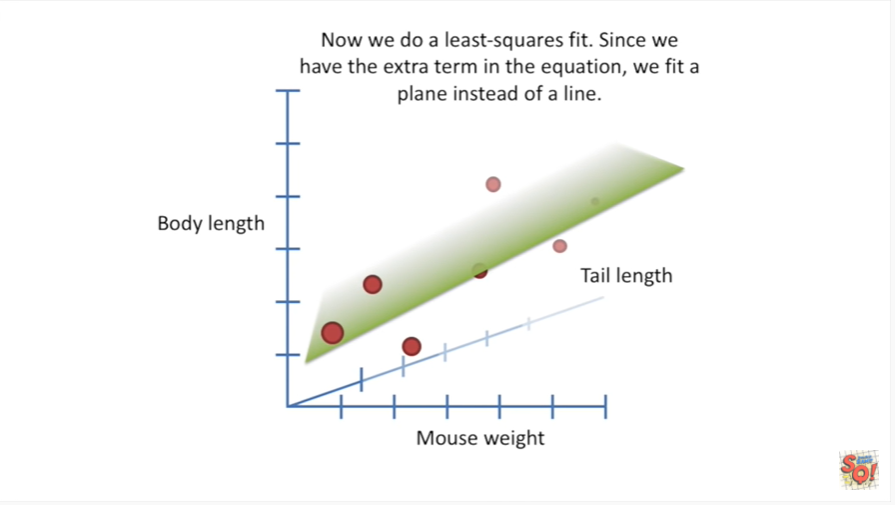 Now we do a least-squares fit. Since we
have the extra term in the equation, we fit a
plane instead of a line.
Body length
Tail length
Mouse weight
SQ!